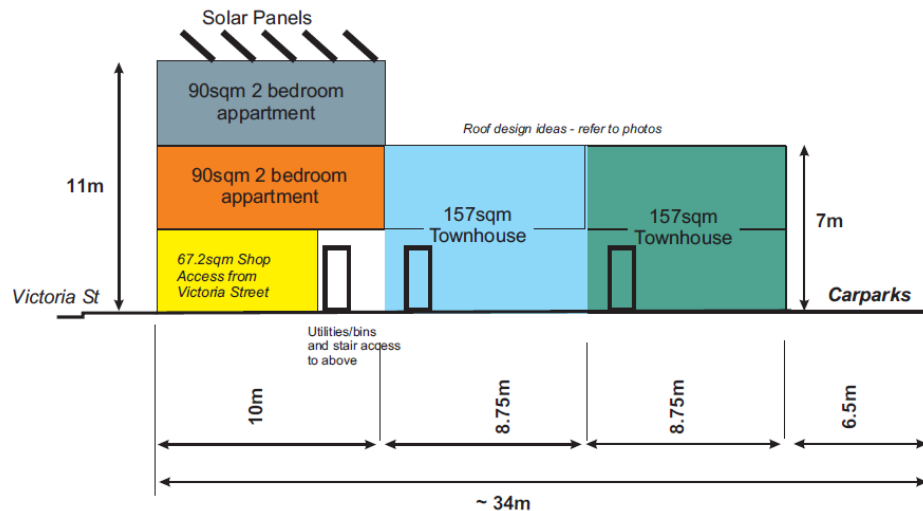 Solar Panels
90sqm 2 bedroom
appartment
Roof design ideas - refer to photos
11m
90sqm 2 bedroom
appartment
157sqm
Townhouse
157sqm
Townhouse
7m
67.2sqm Shop
Access from
Victoria Street
Victoria St
Carparks
Utilities/bins
and stair access
to above
10m
8.75m
8.75m
6.5m
~ 34m